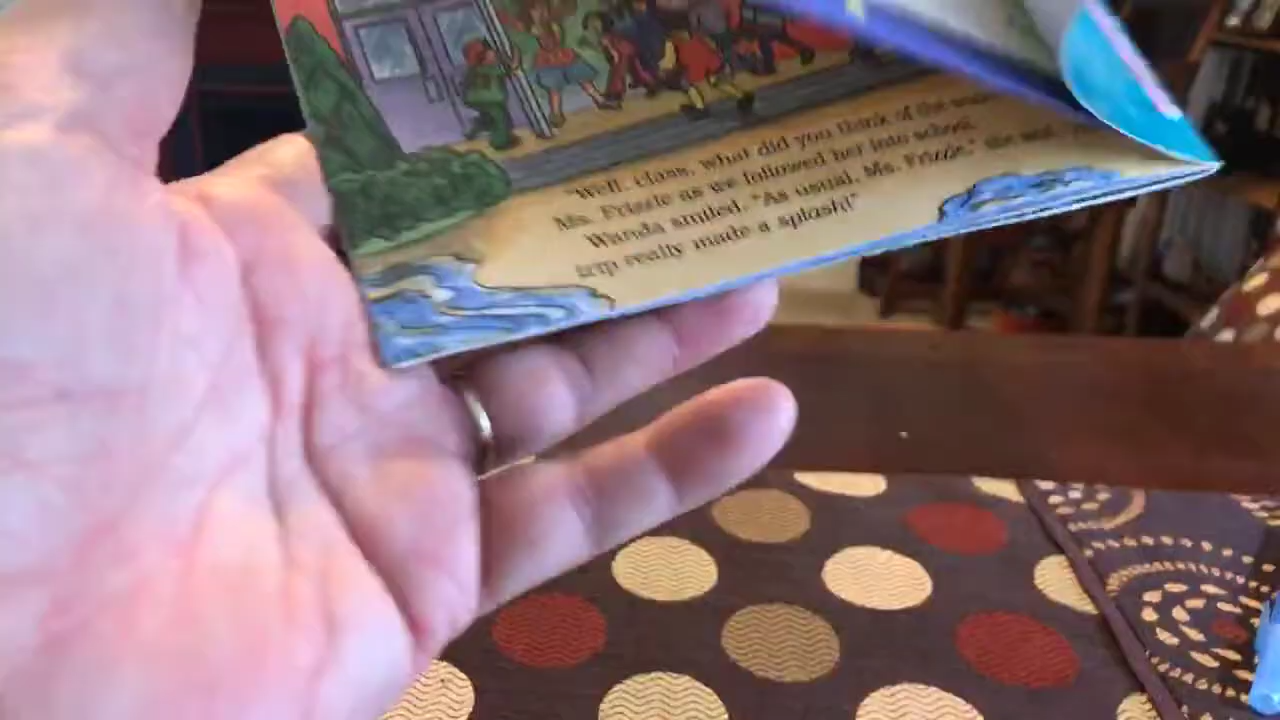 "Well, class, what did you think of the
Ms. Frizzle as we followed her into school.
Wanda smiled. "As usual, Ms. Frizzle," she said.
trip really made a splash!"